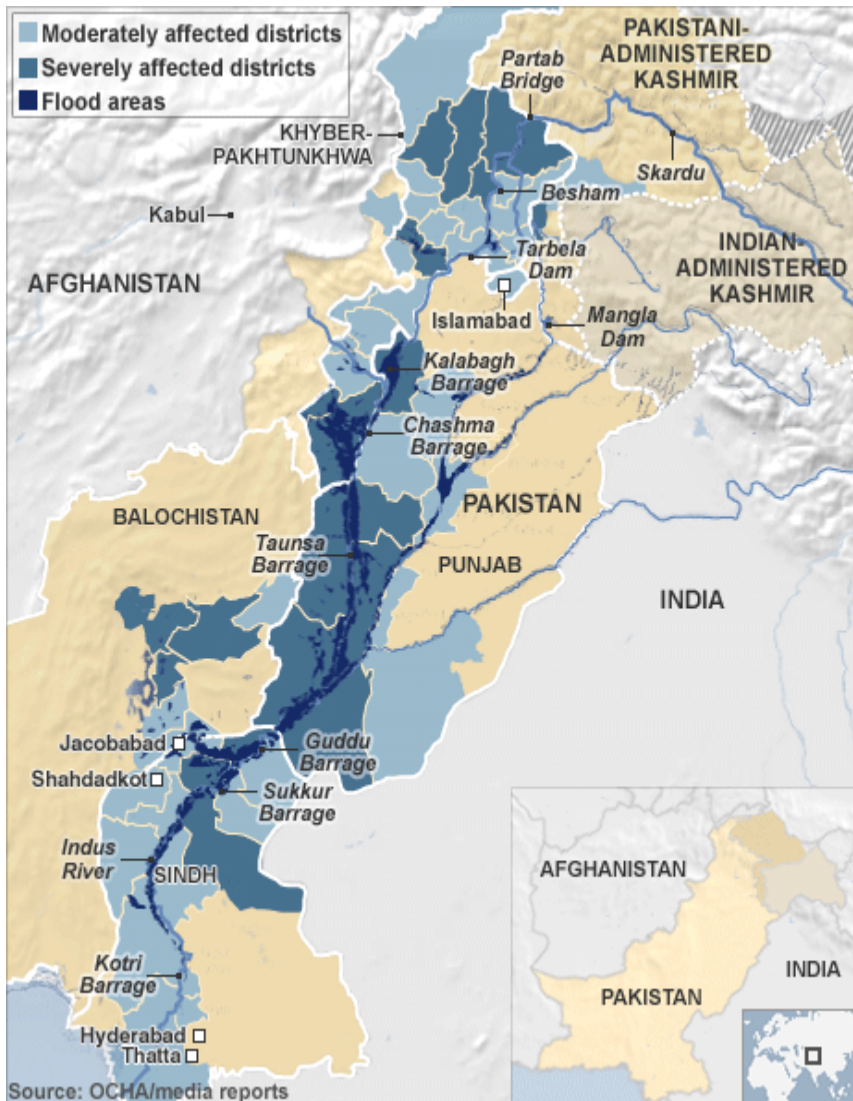 Moderately affected districts
Severely affected districts
Flood areas
PAKISTANI-
ADMINISTERED
KASHMIR
Partab
Bridge
KHYBER-
PAKHTUNKHWA
Skardu
Besham
Kabul
Tarbela
Dam
INDIAN-
ADMINISTERED
KASHMIR
AFGHANISTAN
Islamabad
Mangla
Dam
Kalabagh
Barrage
Chashma
Barrage
PAKISTAN
BALOCHISTAN
Taunsa
Barrage
PUNJAB
INDIA
Jacobabad
Guddu
Barrage
Shahdadkot
Sukkur
Barrage
Indus
River
SINDH
Kotri
Barrage
Hyderabad
Thatta
Source: OCHA/media reports
AFGHANISTAN
INDIA
PAKISTAN